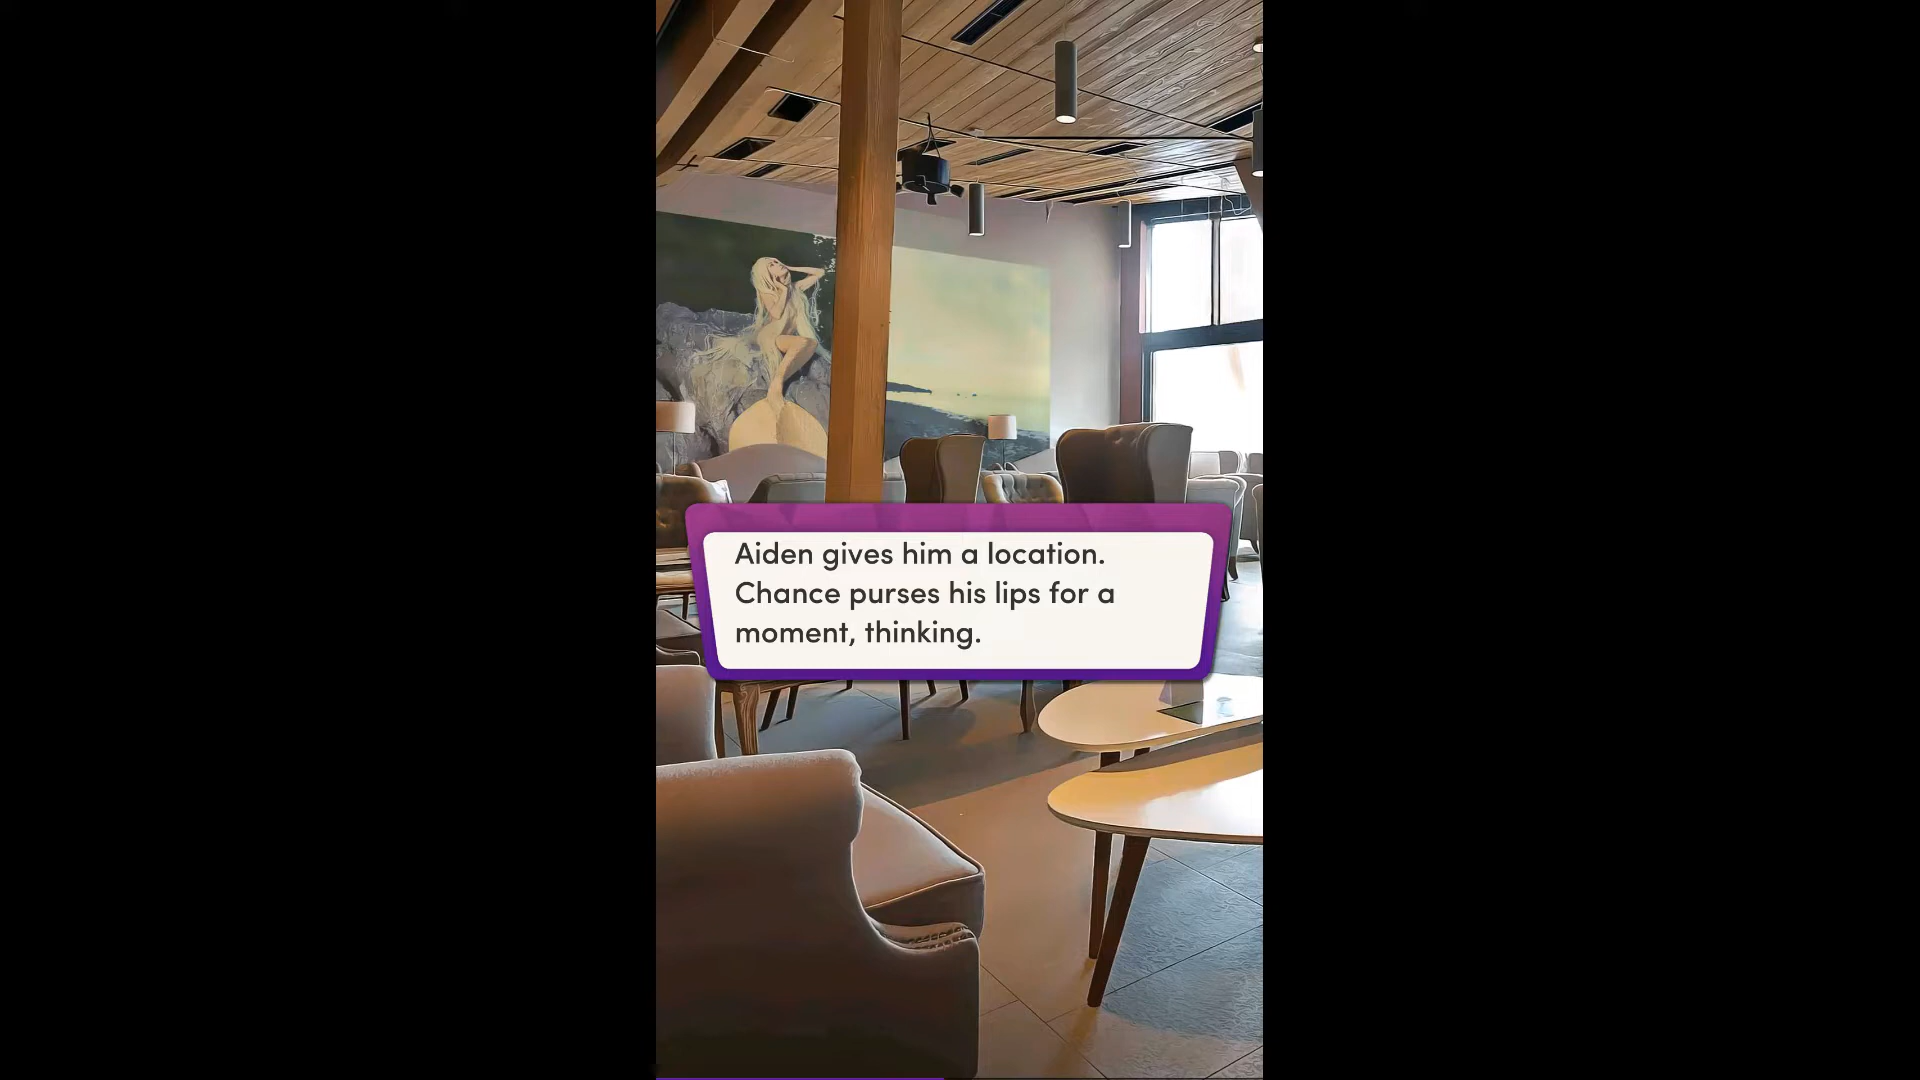 Aiden gives him a location.
Chance purses his lips for a
moment, thinking.